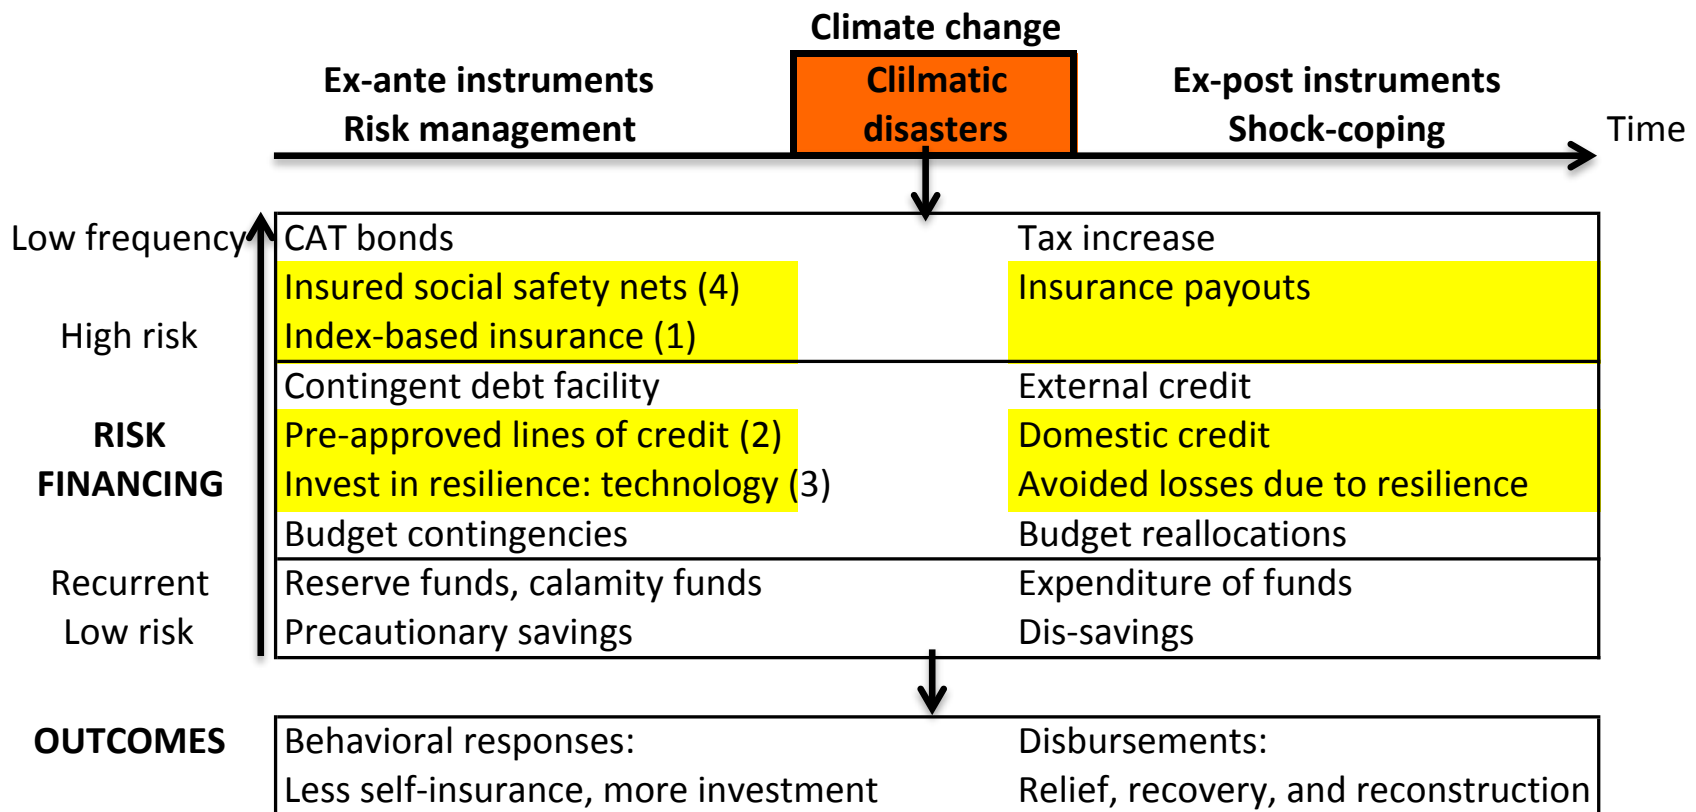 Climate change
Ex-ante instruments Clilmatic Ex-post instruments
Risk management disasters Shock-coping Time
Low frequency CAT bonds Tax increase
Insured social safety nets (4) Insurance payouts
High risk Index-based insurance (1)
Contingent debt facility External credit
RISK Pre-approved lines of credit (2) Domestic credit
FINANCING Invest in resilience: technology (3) Avoided losses due to resilience
Budget contingencies Budget reallocations
Recurrent Reserve funds, calamity funds Expenditure of funds
Low risk Precautionary savings Dis-savings
OUTCOMES Behavioral responses: Disbursements:
Less self-insurance, more investment Relief, recovery, and reconstruction